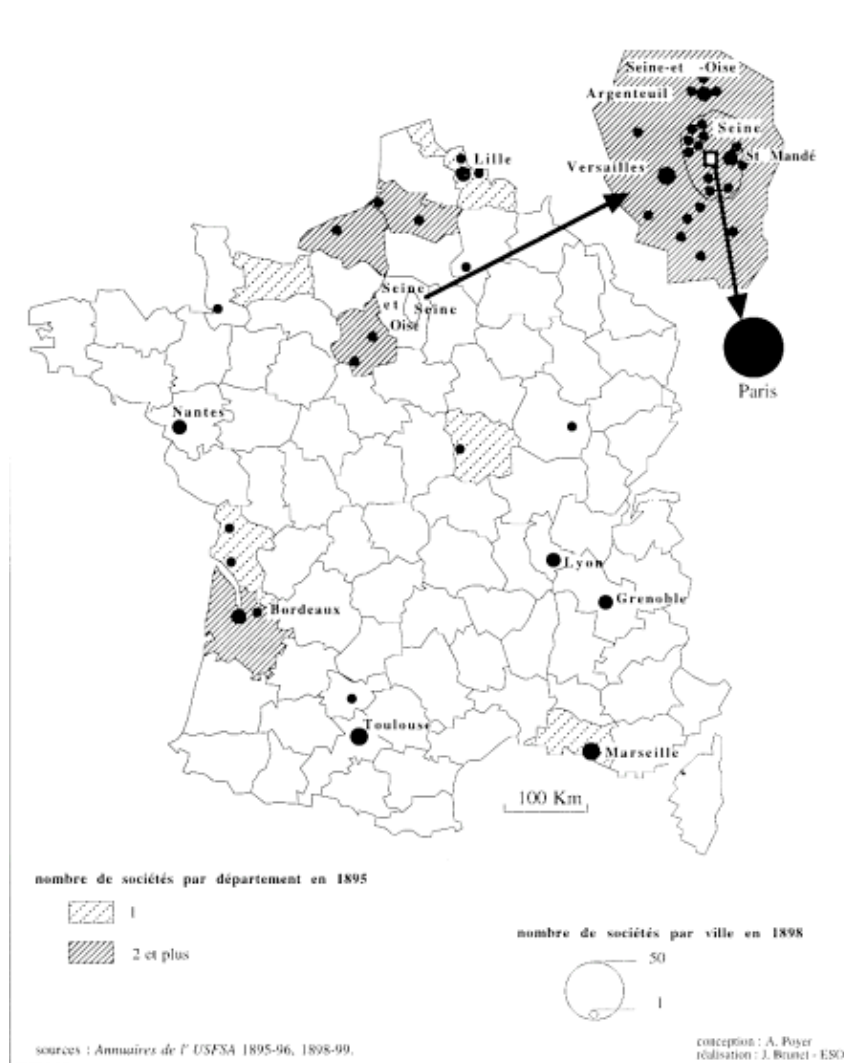 Seine-et -Oise
Argenteuil
Seine
St Mandé
Versailles
Lille
Seine
et
Seine
Oise
Paris
Nantes
Lyon
Grenoble
Bordeaux
Toulouse
Marseille
100 Km
nombre de sociétés par département en 1895
1
2 et plus
nombre de sociétés par ville en 1898
50
1
sources : Annuaires de l' USFSA 1895-96, 1898-99.
conception : A. Poyer
réalisation : J. Brunet - ESO